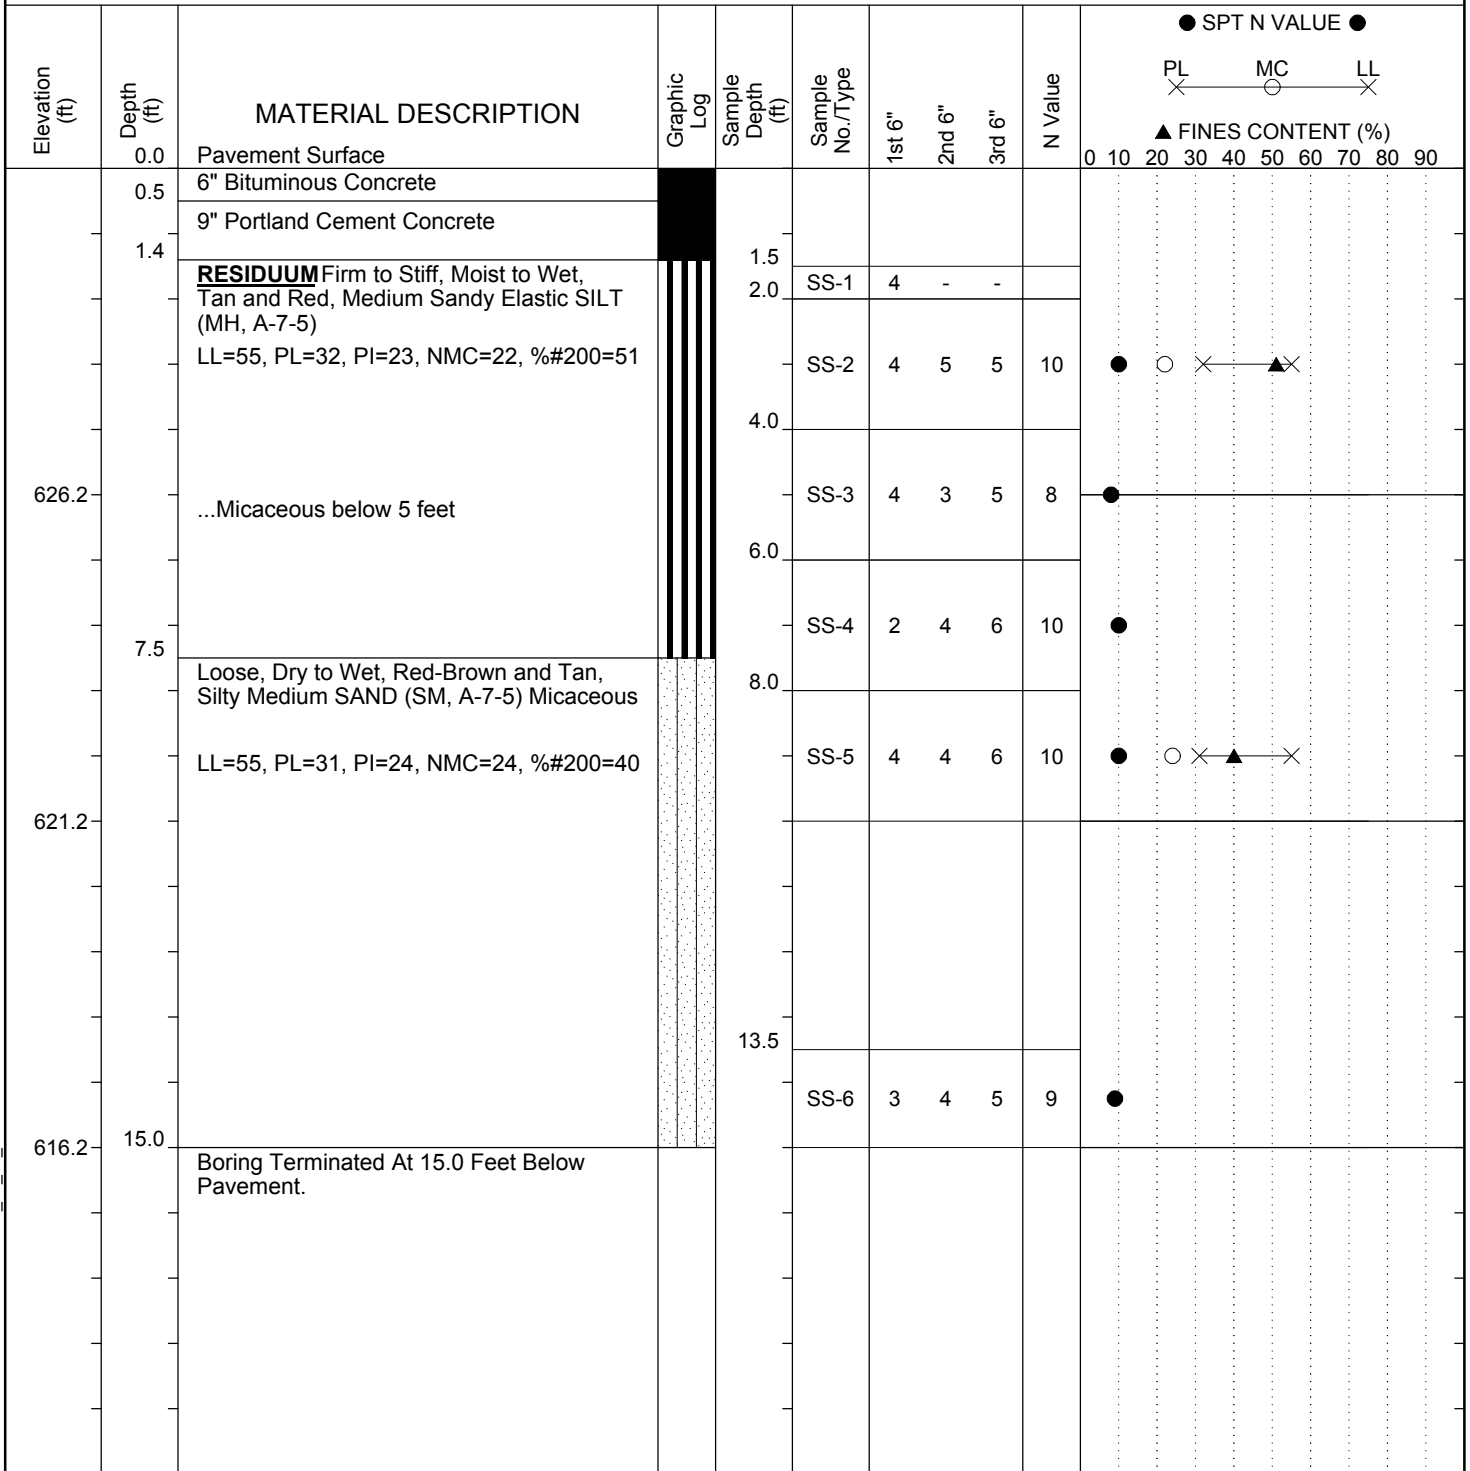 ● SPT N VALUE ●
PL MC LL
▲ FINES CONTENT (%)
0 10 20 30 40 50 60 70 80 90
Elevation
(ft)
Depth
(ft)
MATERIAL DESCRIPTION
Graphic
Log
Sample
Depth
(ft)
Sample
No./Type
1st 6"
2nd 6"
3rd 6"
N Value
0.0 Pavement Surface
6" Bituminous Concrete
0.5
9" Portland Cement Concrete
1.4
1.5
RESIDUUM Firm to Stiff, Moist to Wet,
Tan and Red, Medium Sandy Elastic SILT
(MH, A-7-5)
SS-1 4 - -
2.0
LL=55, PL=32, PI=23, NMC=22, %#200=51
SS-2 4 5 5 10
4.0
626.2
SS-3 4 3 5 8
...Micaceous below 5 feet
6.0
SS-4 2 4 6 10
7.5
Loose, Dry to Wet, Red-Brown and Tan,
Silty Medium SAND (SM, A-7-5) Micaceous
8.0
LL=55, PL=31, PI=24, NMC=24, %#200=40
SS-5 4 4 6 10
621.2
13.5
SS-6 3 4 5 9
616.2
15.0
Boring Terminated At 15.0 Feet Below
Pavement.